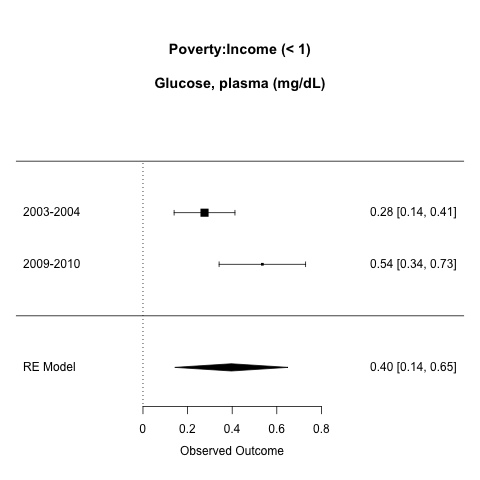 Poverty:Income (< 1)
Glucose, plasma (mg/dL)
2003-2004 0.28 [0.14, 0.41]
2009-2010 0.54 [0.34, 0.73]
RE Model 0.40 [0.14, 0.65]
0 0.2 0.4 0.6 0.8
Observed Outcome